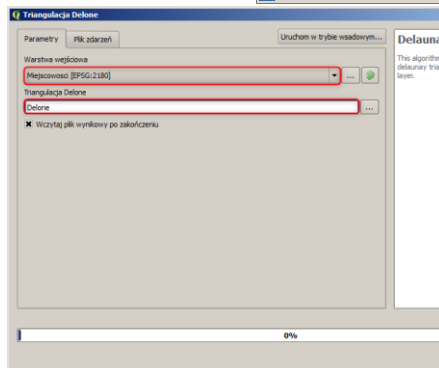 Triangulacja Delone
Parametry Plik zdarzeń Uruchom w trybie wsadowym...
Warstwa wejściowa
Miejscowosci [EPSG:2180] ...
Triangulacja Delone
Delone ...
Wczytaj plik wynikowy po zakończeniu
Delauna
This algorithm
delaunay tria
layer.
0%